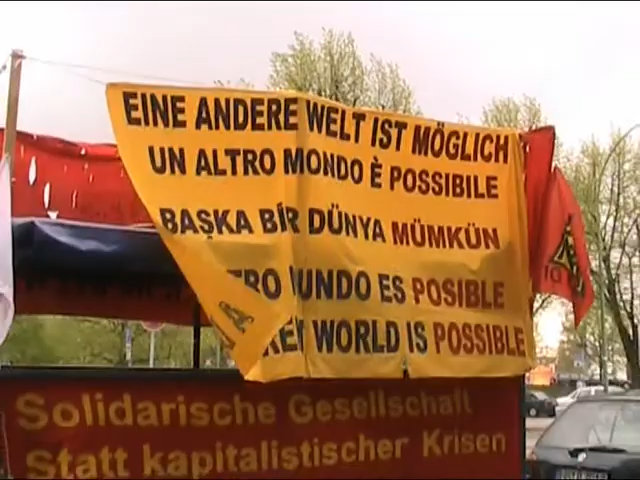 EINE ANDERE WELT IST MÖGLICH
UN ALTRO MONDO È POSSIBILE
BAŞKA BİR DÜNYA MÜMKÜN
MUNDO ES POSIBLE
WORLD IS POSSIBLE
Solidarische Gesellschaft
Statt kapitalistischer Krisen